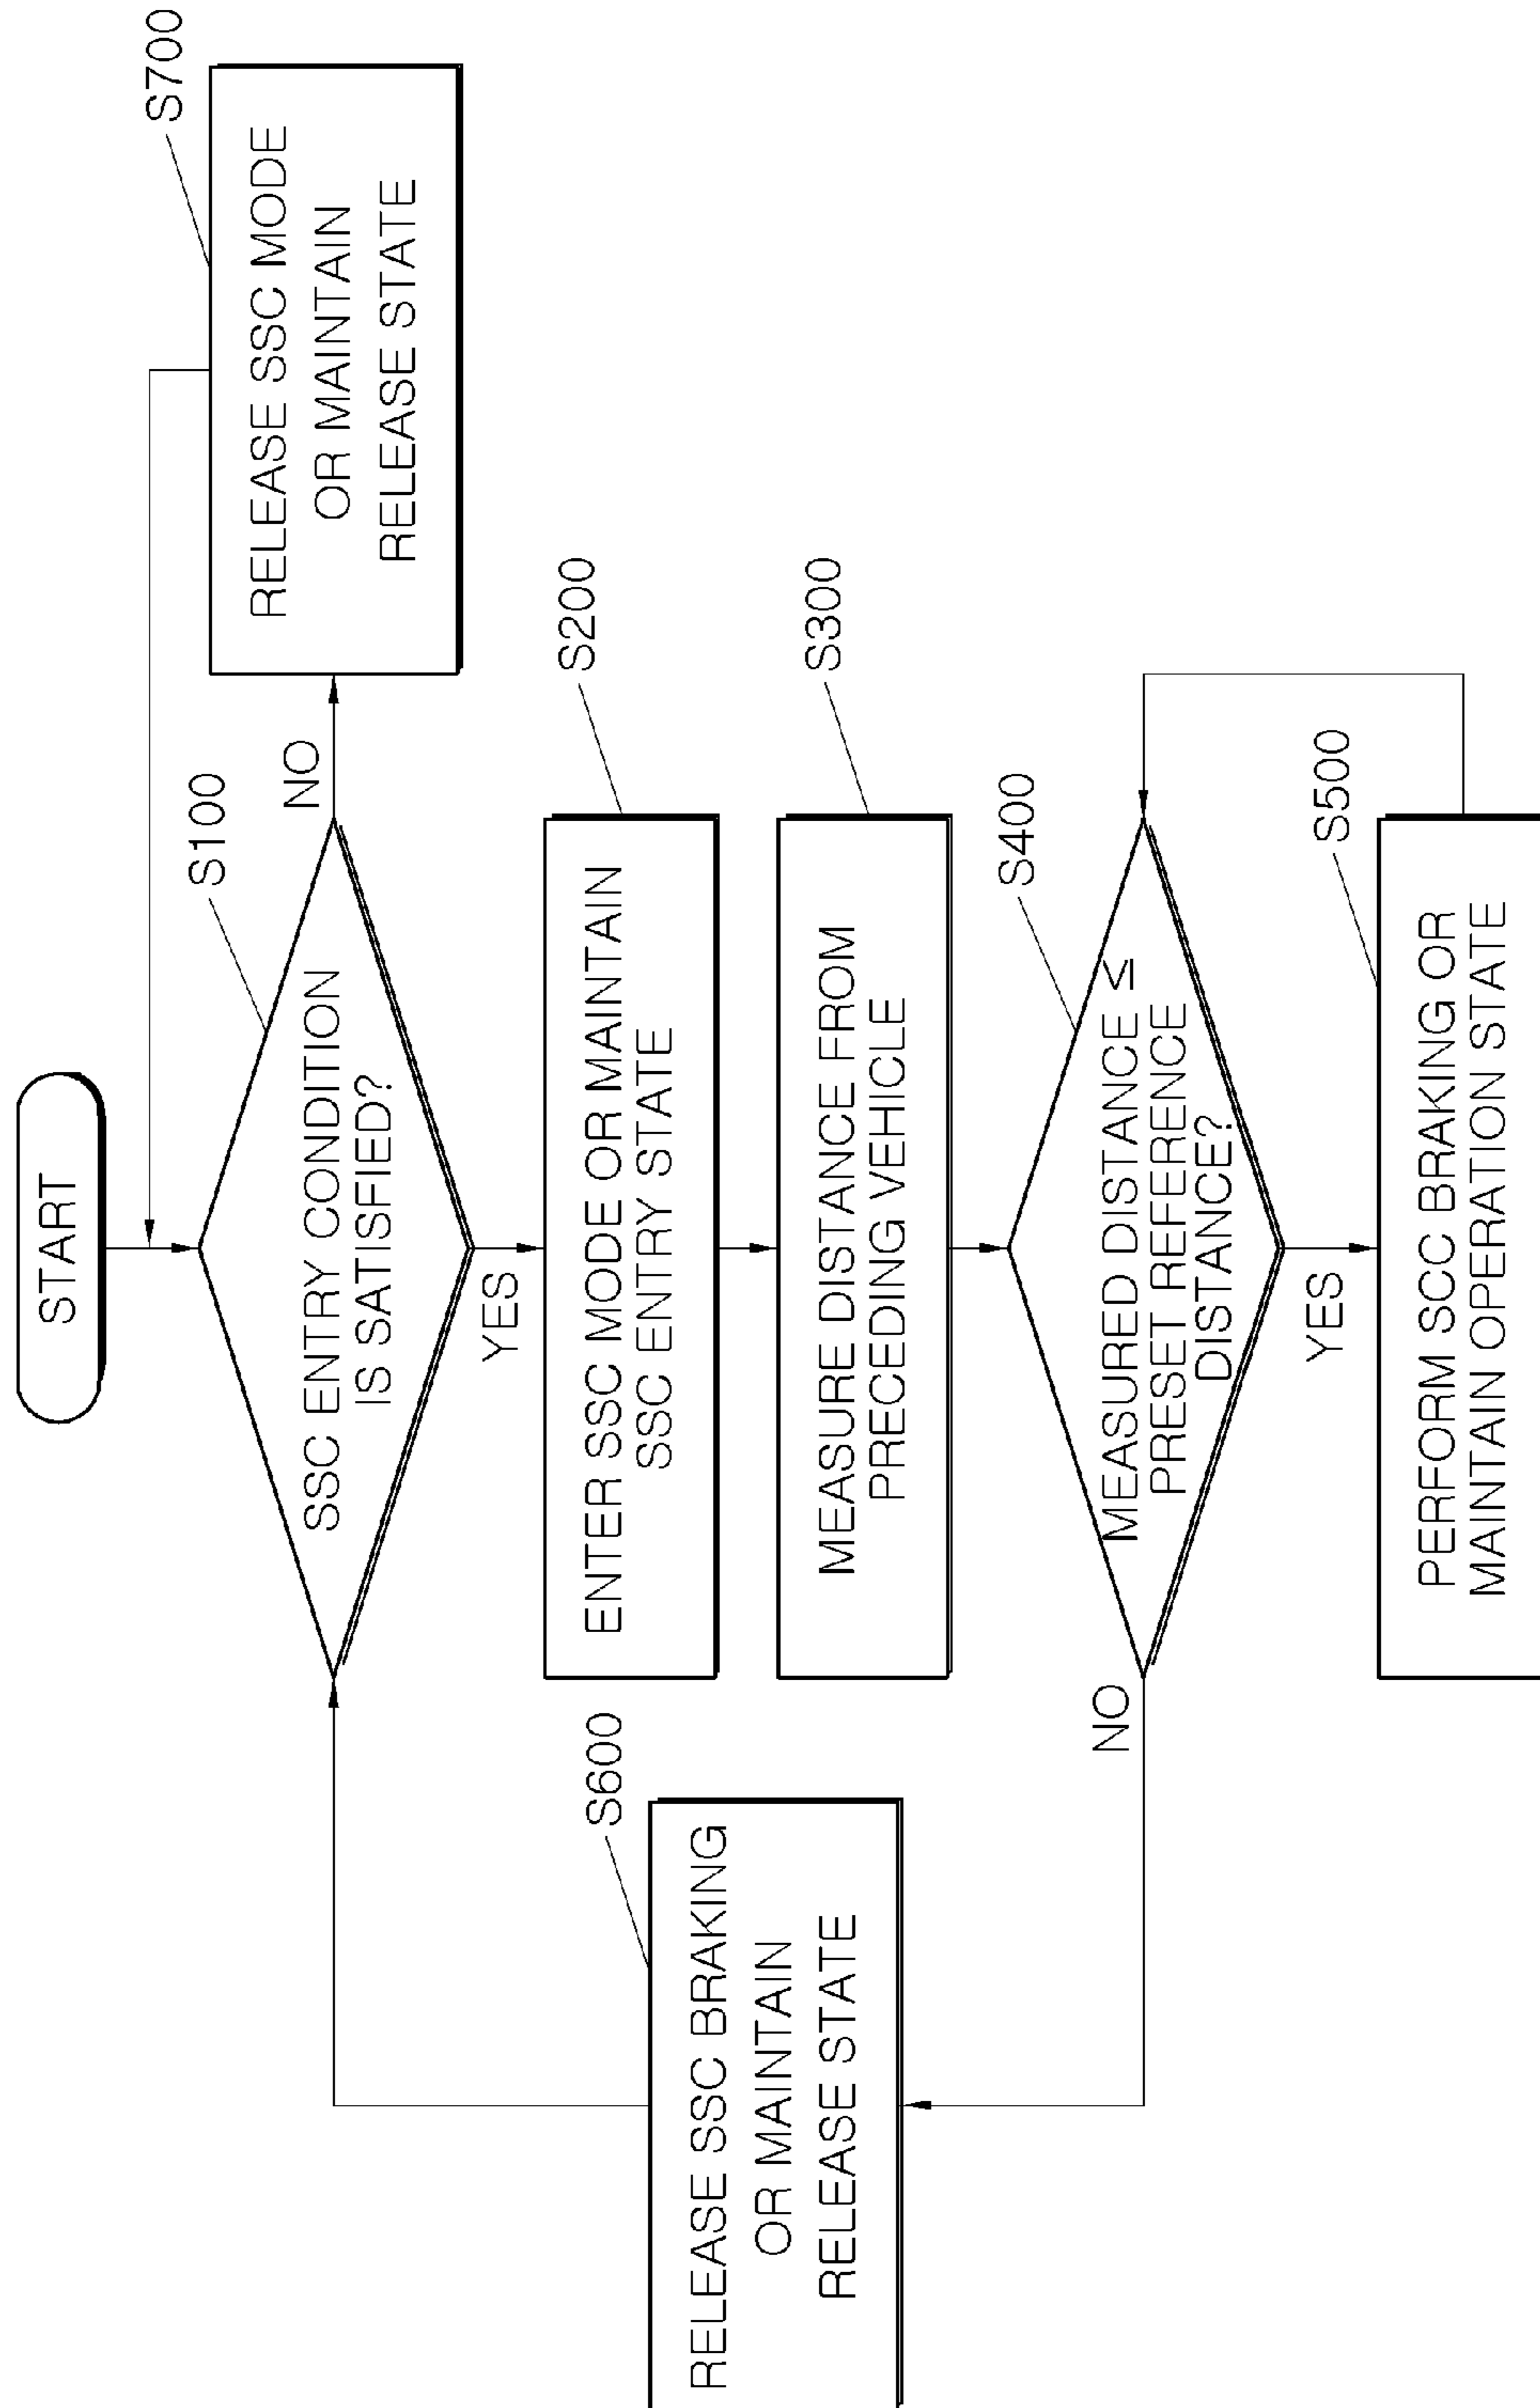 START
S100
SSC ENTRY CONDITION
IS SATISFIED?
NO
S700
RELEASE SSC MODE
OR MAINTAIN
RELEASE STATE
YES
S200
ENTER SSC MODE OR MAINTAIN
SSC ENTRY STATE
S300
MEASURE DISTANCE FROM
PRECEDING VEHICLE
S400
MEASURED DISTANCE ≤
PRESET REFERENCE
DISTANCE?
NO
S600
RELEASE SSC BRAKING
OR MAINTAIN
RELEASE STATE
YES
S500
PERFORM SCC BRAKING OR
MAINTAIN OPERATION STATE